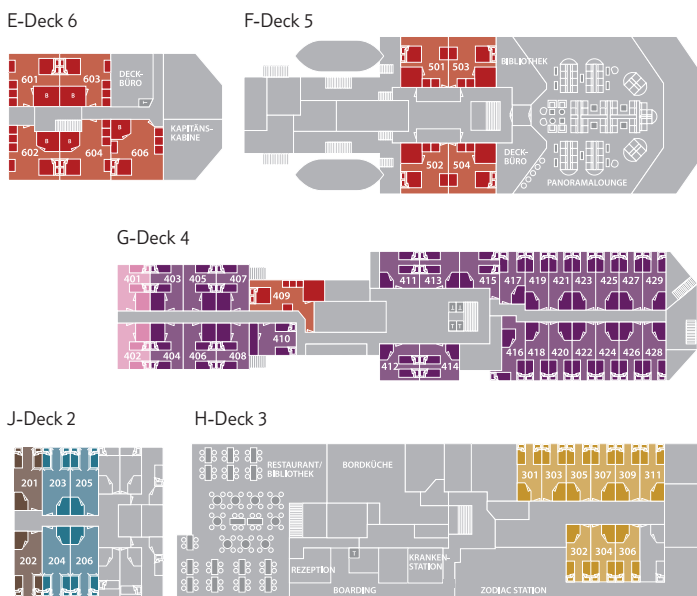 E-Deck 6
F-Deck 5
601
603
DECK-
BÜRO
T
B
B
B
B
B
KAPITÄNS-
KABINE
602
604
606
501
503
BIBLIOTHEK
502
504
DECK-
BÜRO
PANORAMALOUNGE
G-Deck 4
401
403
405
407
409
411
413
415
417
419
421
423
425
427
429
402
404
406
408
410
412
414
416
418
420
422
424
426
428
J-Deck 2
H-Deck 3
201
203
205
202
204
206
RESTAURANT/
BIBLIOTHEK
BORDKÜCHE
REZEPTION
T
KRANKEN-
STATION
BOARDING
ZODIAC STATION
301
303
305
307
309
311
302
304
306